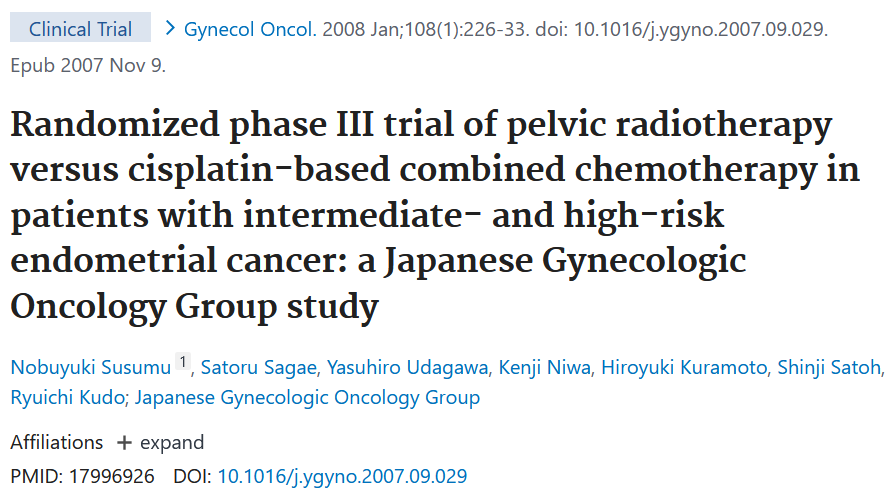 Clinical Trial > Gynecol Oncol. 2008 Jan;108(1):226-33. doi: 10.1016/j.ygyno.2007.09.029.
Epub 2007 Nov 9.
Randomized phase III trial of pelvic radiotherapy
versus cisplatin-based combined chemotherapy in
patients with intermediate- and high-risk
endometrial cancer: a Japanese Gynecologic
Oncology Group study
Nobuyuki Susumu 1, Satoru Sagae, Yasuhiro Udagawa, Kenji Niwa, Hiroyuki Kuramoto, Shinji Satoh,
Ryuichi Kudo; Japanese Gynecologic Oncology Group
Affiliations + expand
PMID: 17996926 DOI: 10.1016/j.ygyno.2007.09.029